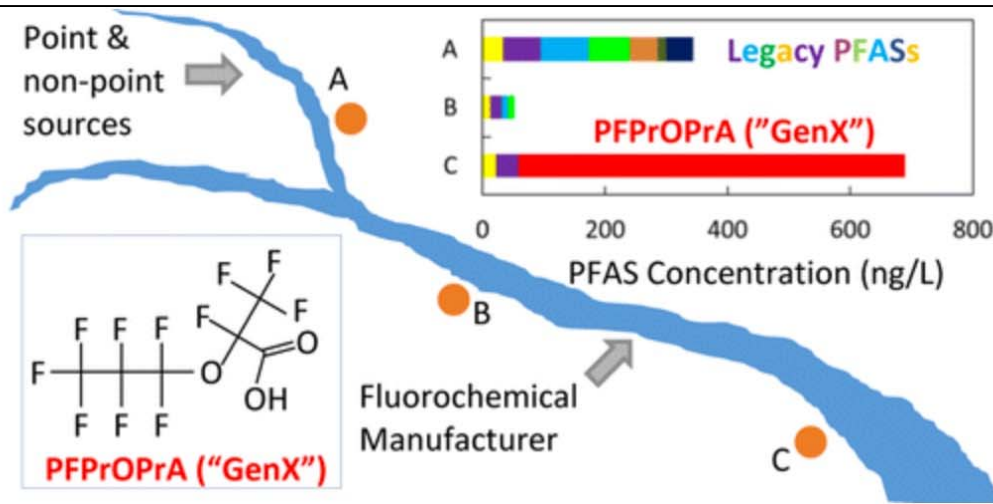 Point &
non-point
sources
A
B
C
Fluorochemical
Manufacturer
A
Legacy PFASs
B
PFPrOPrA ("GenX")
C
0 200 400 600 800
PFAS Concentration (ng/L)
F F
F F
F F F F O
F O
F F F OH
PFPrOPrA (“GenX”)